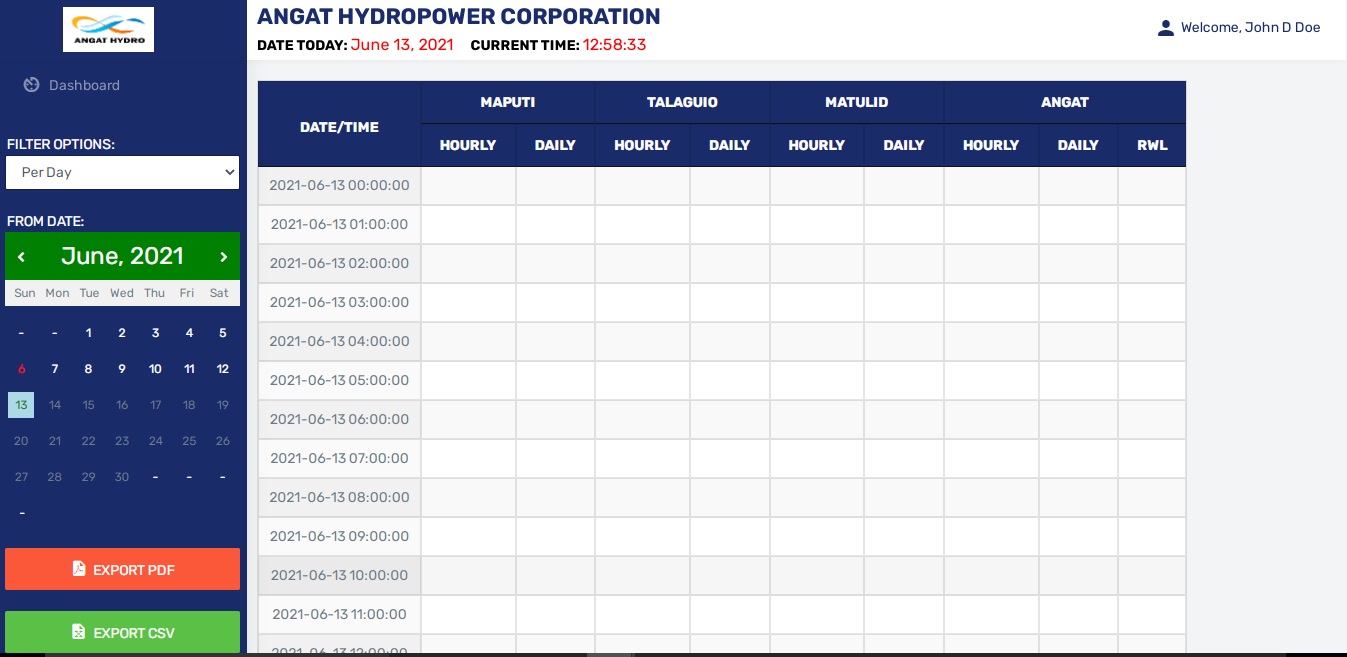 ANGAT HYDRO
ANGAT HYDROPOWER CORPORATION
DATE TODAY: June 13, 2021 CURRENT TIME: 12:58:33
Welcome, John D Doe
Dashboard
FILTER OPTIONS:
Per Day
FROM DATE:
June, 2021
Sun Mon Tue Wed Thu Fri Sat
- - 1 2 3 4 5
6 7 8 9 10 11 12
13 14 15 16 17 18 19
20 21 22 23 24 25 26
27 28 29 30 - - -
-
EXPORT PDF
EXPORT CSV
DATE/TIME MAPUTI TALAGUIO MATULID ANGAT
HOURLY DAILY HOURLY DAILY HOURLY DAILY HOURLY DAILY RWL
2021-06-13 00:00:00
2021-06-13 01:00:00
2021-06-13 02:00:00
2021-06-13 03:00:00
2021-06-13 04:00:00
2021-06-13 05:00:00
2021-06-13 06:00:00
2021-06-13 07:00:00
2021-06-13 08:00:00
2021-06-13 09:00:00
2021-06-13 10:00:00
2021-06-13 11:00:00
2021-06-13 12:00:00